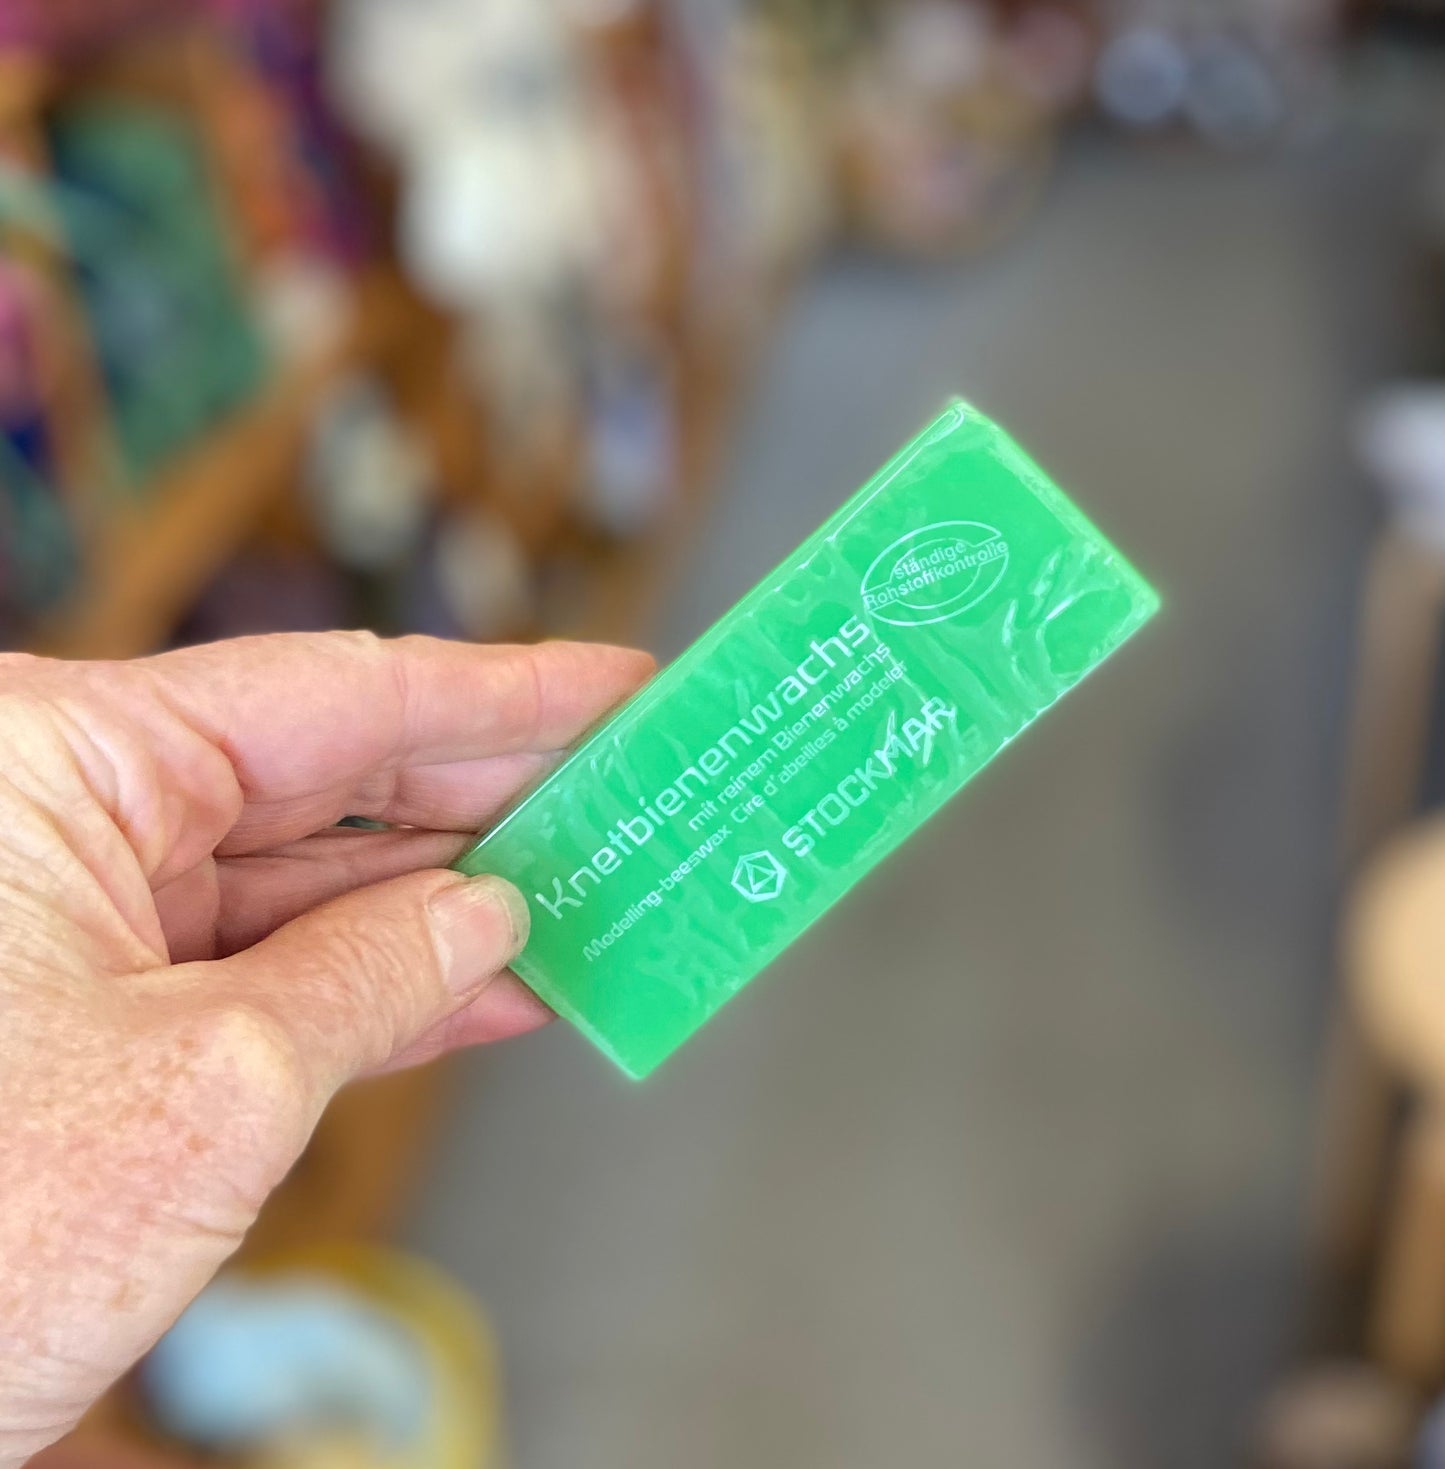 ständige
Rohstoffkontrolle
Knetbienenwachs
mit reinem Bienenwachs
Modelling-beeswax Cire d'abeilles à modeler
STOCKMAR